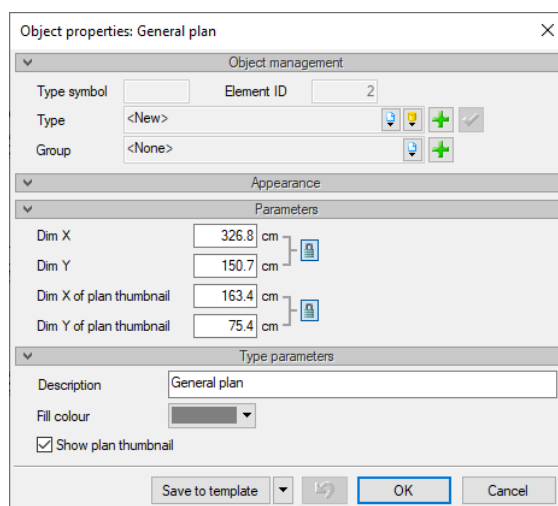 Object properties: General plan
Object management
Type symbol Element ID 2
Type <New>
Group <None>
Appearance
Parameters
Dim X 326.8 cm
Dim Y 150.7 cm
Dim X of plan thumbnail 163.4 cm
Dim Y of plan thumbnail 75.4 cm
Type parameters
Description General plan
Fill colour
Show plan thumbnail
Save to template OK Cancel